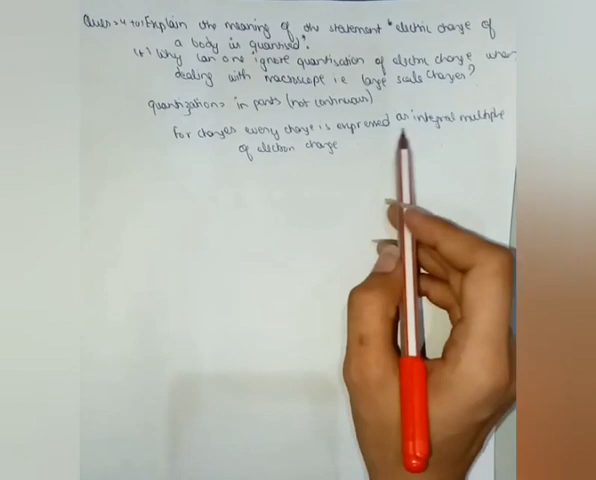 Ques:4 Explain the meaning of the statement "electric charge of
a body is quantised".
Why can one ignore quantisation of electric charge when
dealing with macroscopic i.e large scale charges?
quantization = in parts (not continuous)
For charges every charge is expressed as integral multiple
of electron charge